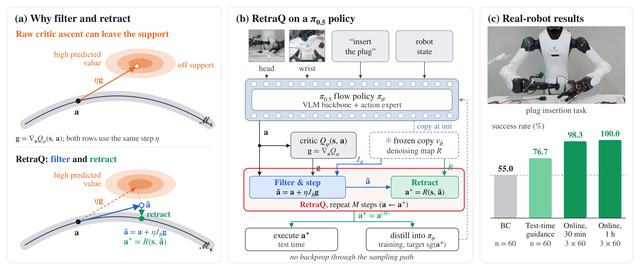 (a) Why filter and retract
Raw critic ascent can leave the support
high predicted
value
off support
ηg
a
g = ∇ₐQφ(s, a); both rows use the same step η
RetraQ: filter and retract
high predicted
value
ηg
ã
retract
a
ã = a + ηJ_R g
a⁺ = R(s, ã)
(b) RetraQ on a π0.5 policy
head
wrist
“insert
the plug”
robot
state
π0.5 flow policy πθ
VLM backbone + action expert
copy at init
a
critic Qφ(s, a)
g = ∇ₐQφ
❄ frozen copy
denoising map R
g
R
Filter & step
ã
Retract
a⁺ = R(s, ã)
RetraQ, repeat M steps (a ← a⁺)
execute a*
test time
distill into πθ
training, target sg(a*)
no backprop through the sampling path
(c) Real-robot results
plug insertion task
success rate (%)
55.0
76.7
98.3
100.0
BC
Test-time
guidance
Online,
30 min
Online,
1 h
n = 60
n = 60
3 × 60
3 × 60